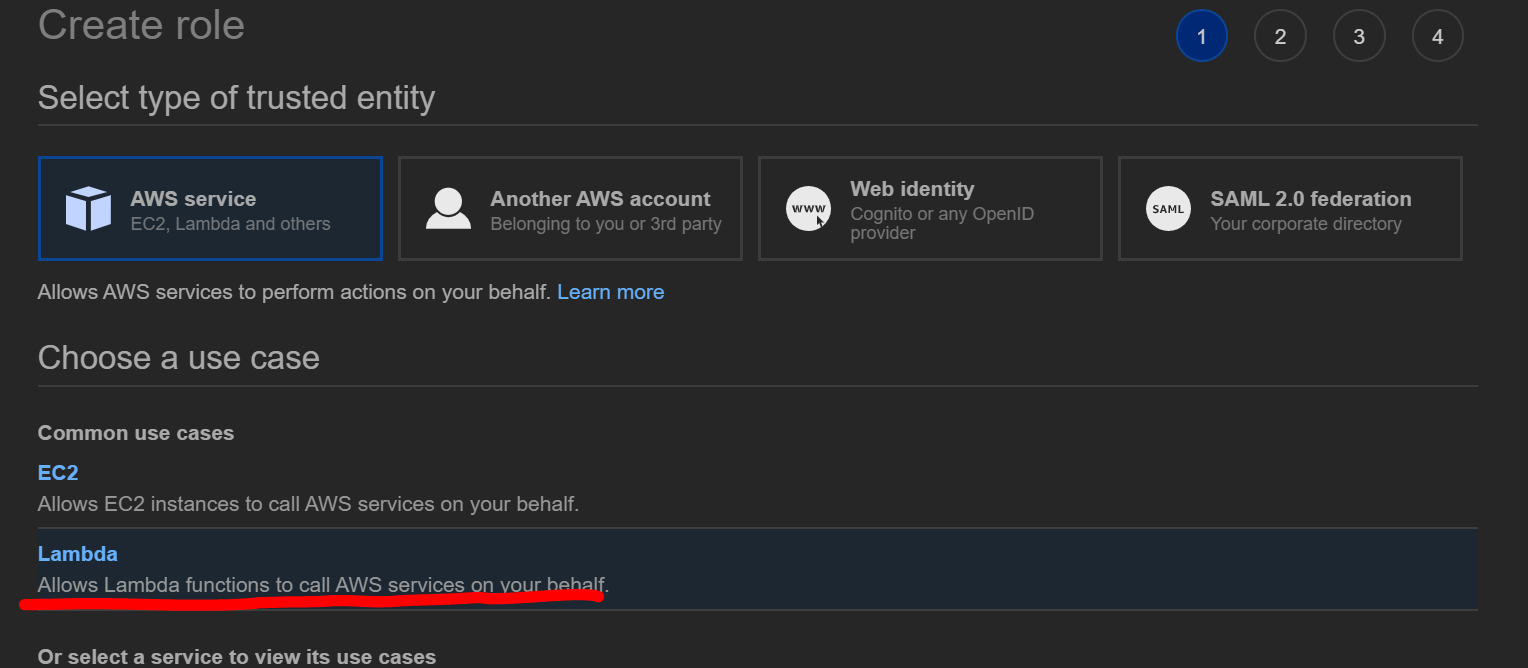 Create role
1 2 3 4
Select type of trusted entity
AWS service
EC2, Lambda and others
Another AWS account
Belonging to you or 3rd party
www
Web identity
Cognito or any OpenID
provider
SAML
SAML 2.0 federation
Your corporate directory
Allows AWS services to perform actions on your behalf. Learn more
Choose a use case
Common use cases
EC2
Allows EC2 instances to call AWS services on your behalf.
Lambda
Allows Lambda functions to call AWS services on your behalf.
Or select a service to view its use cases